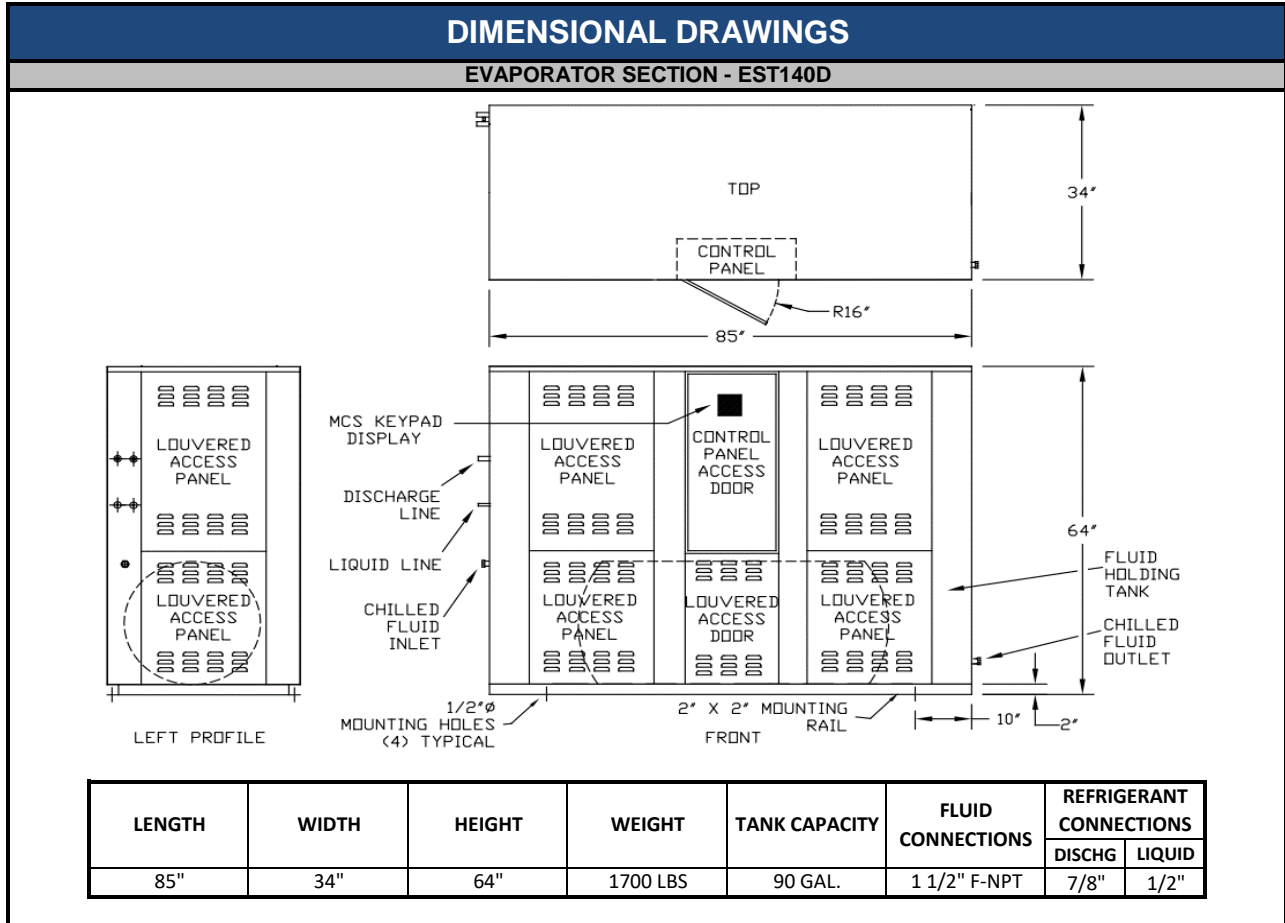 DIMENSIONAL DRAWINGS
EVAPORATOR SECTION - EST140D
TOP
34"
CONTROL
PANEL
R16"
85"
LOUVERED
ACCESS
PANEL
LOUVERED
ACCESS
PANEL
LEFT PROFILE
MCS KEYPAD
DISPLAY
DISCHARGE
LINE
LIQUID LINE
CHILLED
FLUID
INLET
LOUVERED
ACCESS
PANEL
CONTROL
PANEL
ACCESS
DOOR
LOUVERED
ACCESS
PANEL
LOUVERED
ACCESS
PANEL
LOUVERED
ACCESS
DOOR
LOUVERED
ACCESS
PANEL
64"
FLUID
HOLDING
TANK
CHILLED
FLUID
OUTLET
1/2"ø
MOUNTING HOLES
(4) TYPICAL
2" X 2" MOUNTING
RAIL
10"
2"
FRONT
LENGTH WIDTH HEIGHT WEIGHT TANK CAPACITY FLUID CONNECTIONS REFRIGERANT CONNECTIONS
DISCHG LIQUID
85" 34" 64" 1700 LBS 90 GAL. 1 1/2" F-NPT 7/8" 1/2"